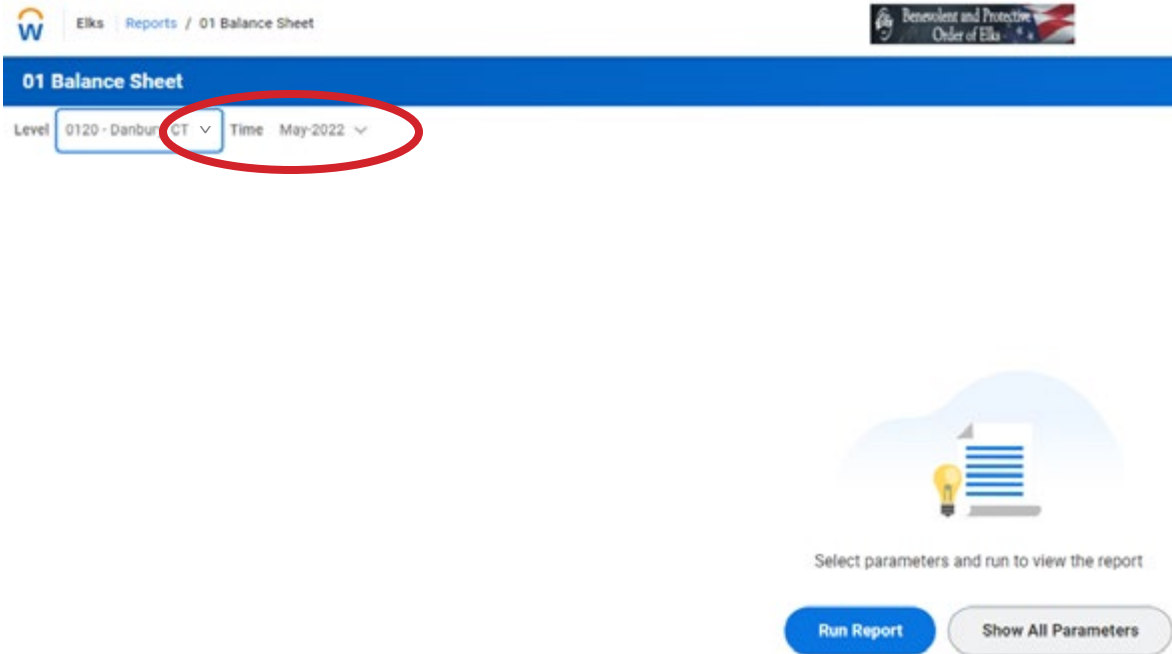 Elks Reports / 01 Balance Sheet
Benevolent and Protective
Order of Elks
01 Balance Sheet
Level 0120 - Danbury CT Time May-2022
Select parameters and run to view the report
Run Report Show All Parameters